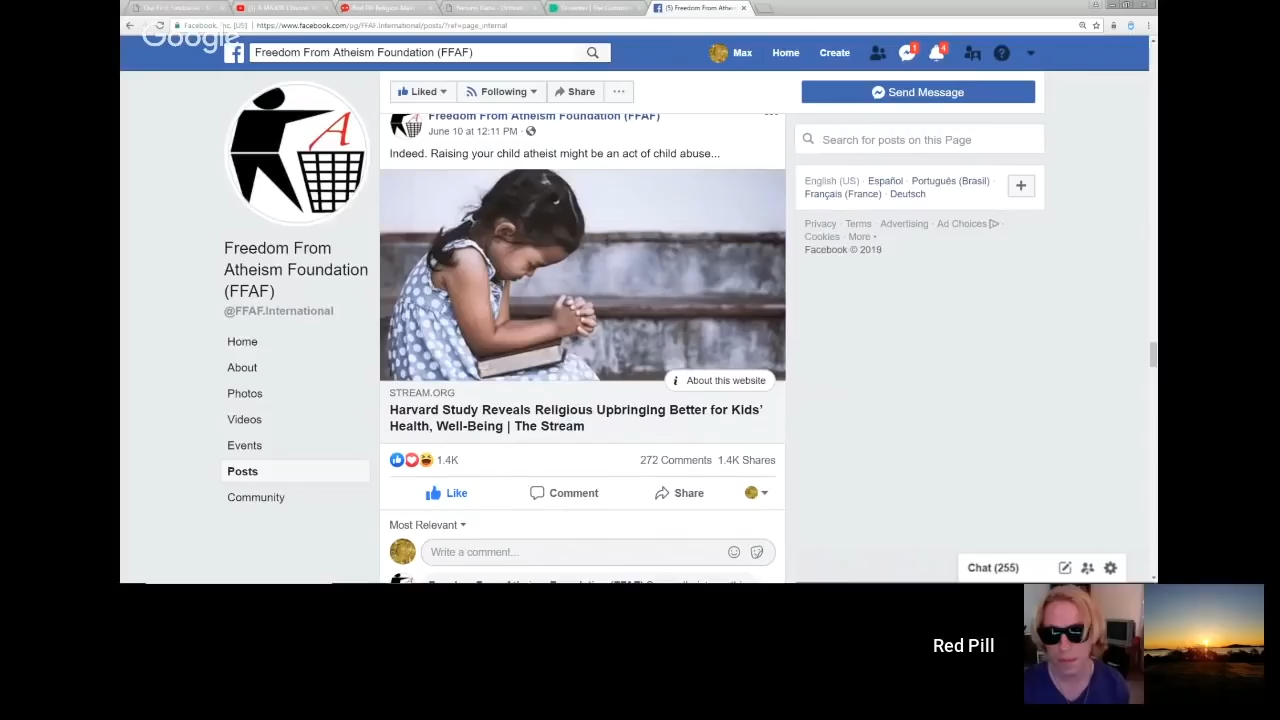 https://www.facebook.com/pg/FFAF.International/posts/?ref=page_internal
Google
Freedom From Atheism Foundation (FFAF)
Max
Home
Create
1
4
Liked
Following
Share
Send Message
Freedom From Atheism Foundation (FFAF)
June 10 at 12:11 PM
Indeed. Raising your child atheist might be an act of child abuse...
Search for posts on this Page
English (US) · Español · Português (Brasil) ·
Français (France) · Deutsch
Privacy · Terms · Advertising · Ad Choices ·
Cookies · More
Facebook © 2019
A
Freedom From
Atheism Foundation
(FFAF)
@FFAF.International
Home
About
Photos
Videos
Events
Posts
Community
i About this website
STREAM.ORG
Harvard Study Reveals Religious Upbringing Better for Kids'
Health, Well-Being | The Stream
1.4K
272 Comments 1.4K Shares
Like
Comment
Share
Most Relevant
Write a comment...
Chat (255)
Red Pill